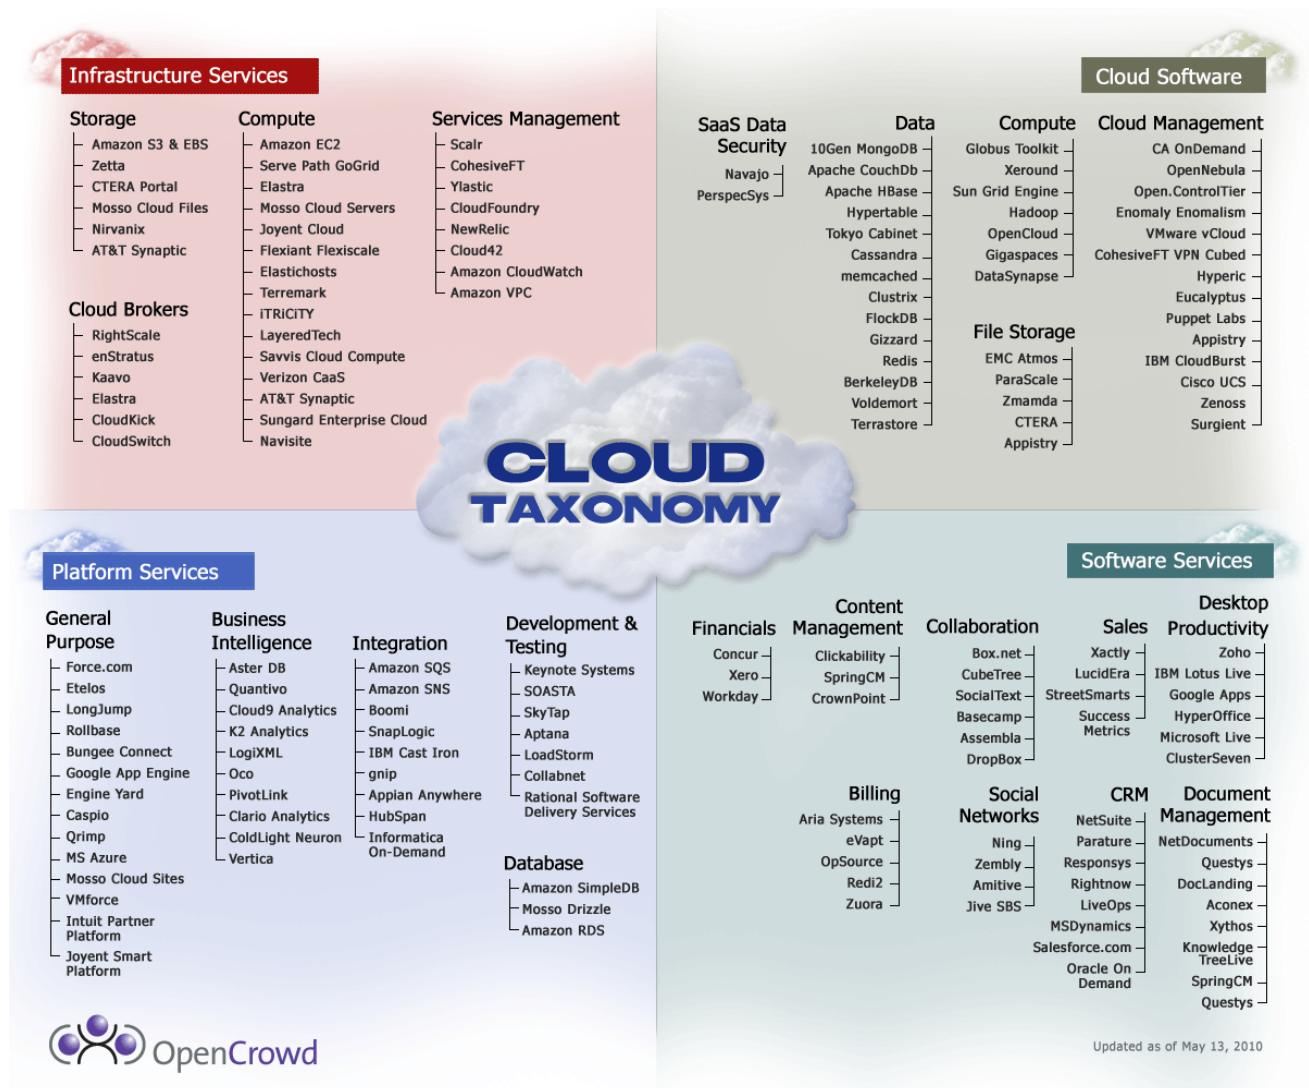 Infrastructure Services
Storage
Amazon S3 & EBS
Zetta
CTERA Portal
Mosso Cloud Files
Nirvanix
AT&T Synaptic
Cloud Brokers
RightScale
enStratus
Kaavo
Elastra
CloudKick
CloudSwitch
Compute
Amazon EC2
Serve Path GoGrid
Elastra
Mosso Cloud Servers
Joyent Cloud
Flexiant Flexiscale
Elastichosts
Terremark
iTRiCiTY
LayeredTech
Savvis Cloud Compute
Verizon CaaS
AT&T Synaptic
Sungard Enterprise Cloud
Navisite
Services Management
Scalr
CohesiveFT
Ylastic
CloudFoundry
NewRelic
Cloud42
Amazon CloudWatch
Amazon VPC
Cloud Software
SaaS Data
Security
Navajo
PerspecSys
Data
10Gen MongoDB
Apache CouchDb
Apache HBase
Hypertable
Tokyo Cabinet
Cassandra
memcached
Clustrix
FlockDB
Gizzard
Redis
BerkeleyDB
Voldemort
Terrastore
Compute
Globus Toolkit
Xeround
Sun Grid Engine
Hadoop
OpenCloud
Gigaspaces
DataSynapse
File Storage
EMC Atmos
ParaScale
Zmamda
CTERA
Appistry
Cloud Management
CA OnDemand
OpenNebula
Open.ControlTier
Enomaly Enomalism
VMware vCloud
CohesiveFT VPN Cubed
Hyperic
Eucalyptus
Puppet Labs
Appistry
IBM CloudBurst
Cisco UCS
Zenoss
Surgient
CLOUD
TAXONOMY
Platform Services
General
Purpose
Force.com
Etelos
LongJump
Rollbase
Bungee Connect
Google App Engine
Engine Yard
Caspio
Qrimp
MS Azure
Mosso Cloud Sites
VMforce
Intuit Partner
Platform
Joyent Smart
Platform
Business
Intelligence
Aster DB
Quantivo
Cloud9 Analytics
K2 Analytics
LogiXML
Oco
PivotLink
Clario Analytics
ColdLight Neuron
Vertica
Integration
Amazon SQS
Amazon SNS
Boomi
SnapLogic
IBM Cast Iron
gnip
Appian Anywhere
HubSpan
Informatica
On-Demand
Development &
Testing
Keynote Systems
SOASTA
SkyTap
Aptana
LoadStorm
Collabnet
Rational Software
Delivery Services
Database
Amazon SimpleDB
Mosso Drizzle
Amazon RDS
Software Services
Financials
Concur
Xero
Workday
Content
Management
Clickability
SpringCM
CrownPoint
Collaboration
Box.net
CubeTree
SocialText
Basecamp
Assembla
DropBox
Sales
Xactly
LucidEra
StreetSmarts
Success
Metrics
Desktop
Productivity
Zoho
IBM Lotus Live
Google Apps
HyperOffice
Microsoft Live
ClusterSeven
Billing
Aria Systems
eVapt
OpSource
Redi2
Zuora
Social
Networks
Ning
Zembly
Amitive
Jive SBS
CRM
NetSuite
Parature
Responsys
Rightnow
LiveOps
MSDynamics
Salesforce.com
Oracle On
Demand
Document
Management
NetDocuments
Questys
DocLanding
Aconex
Xythos
Knowledge
TreeLive
SpringCM
Questys
OpenCrowd
Updated as of May 13, 2010